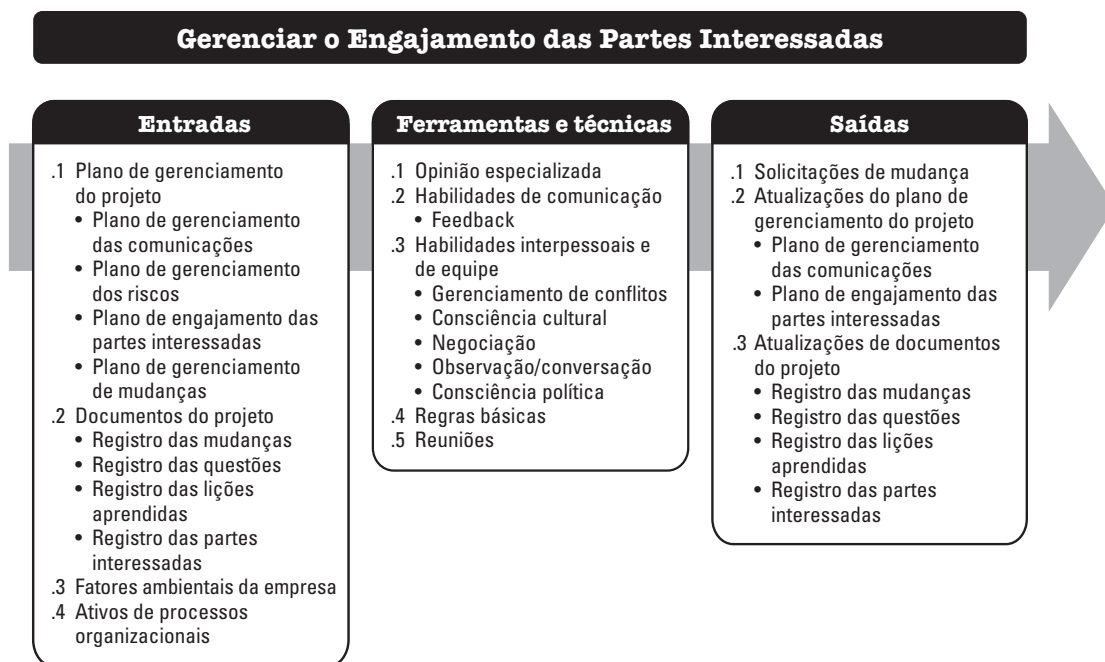 Gerenciar o Engajamento das Partes Interessadas
Entradas
.1 Plano de gerenciamento
do projeto
• Plano de gerenciamento
das comunicações
• Plano de gerenciamento
dos riscos
• Plano de engajamento das
partes interessadas
• Plano de gerenciamento
de mudanças
.2 Documentos do projeto
• Registro das mudanças
• Registro das questões
• Registro das lições
aprendidas
• Registro das partes
interessadas
.3 Fatores ambientais da empresa
.4 Ativos de processos
organizacionais
Ferramentas e técnicas
.1 Opinião especializada
.2 Habilidades de comunicação
• Feedback
.3 Habilidades interpessoais e
de equipe
• Gerenciamento de conflitos
• Consciência cultural
• Negociação
• Observação/conversação
• Consciência política
.4 Regras básicas
.5 Reuniões
Saídas
.1 Solicitações de mudança
.2 Atualizações do plano de
gerenciamento do projeto
• Plano de gerenciamento
das comunicações
• Plano de engajamento das
partes interessadas
.3 Atualizações de documentos
do projeto
• Registro das mudanças
• Registro das questões
• Registro das lições
aprendidas
• Registro das partes
interessadas